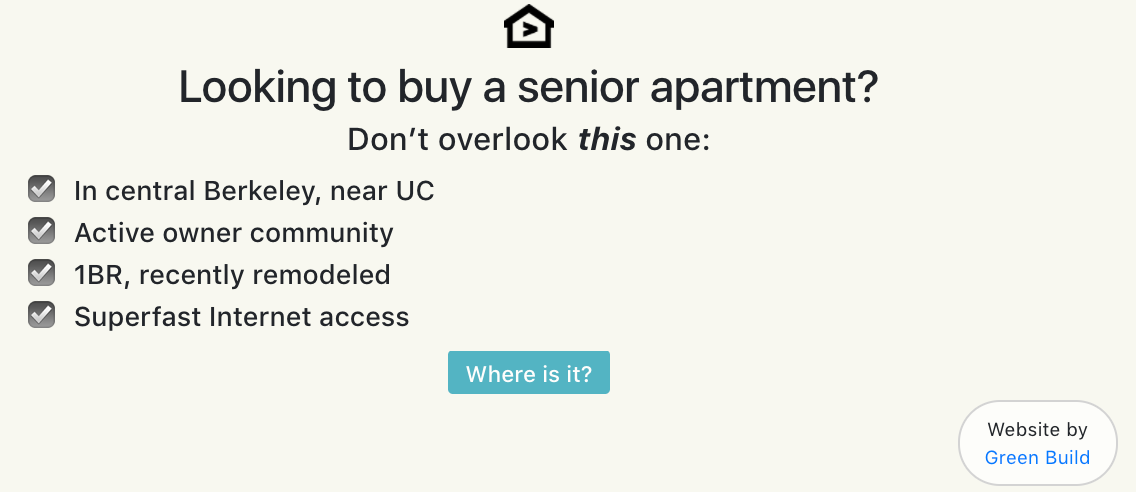 Looking to buy a senior apartment?
Don’t overlook this one:
In central Berkeley, near UC
Active owner community
1BR, recently remodeled
Superfast Internet access
Where is it?
Website by
Green Build